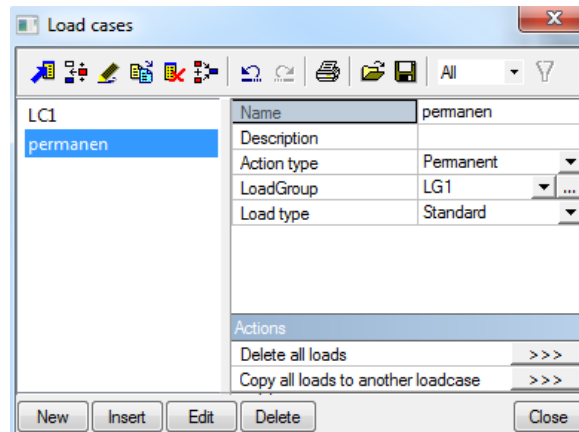 Load cases
All
LC1
permanen
Name permanen
Description
Action type Permanent
LoadGroup LG1 ...
Load type Standard
Actions
Delete all loads >>>
Copy all loads to another loadcase >>>
New Insert Edit Delete Close